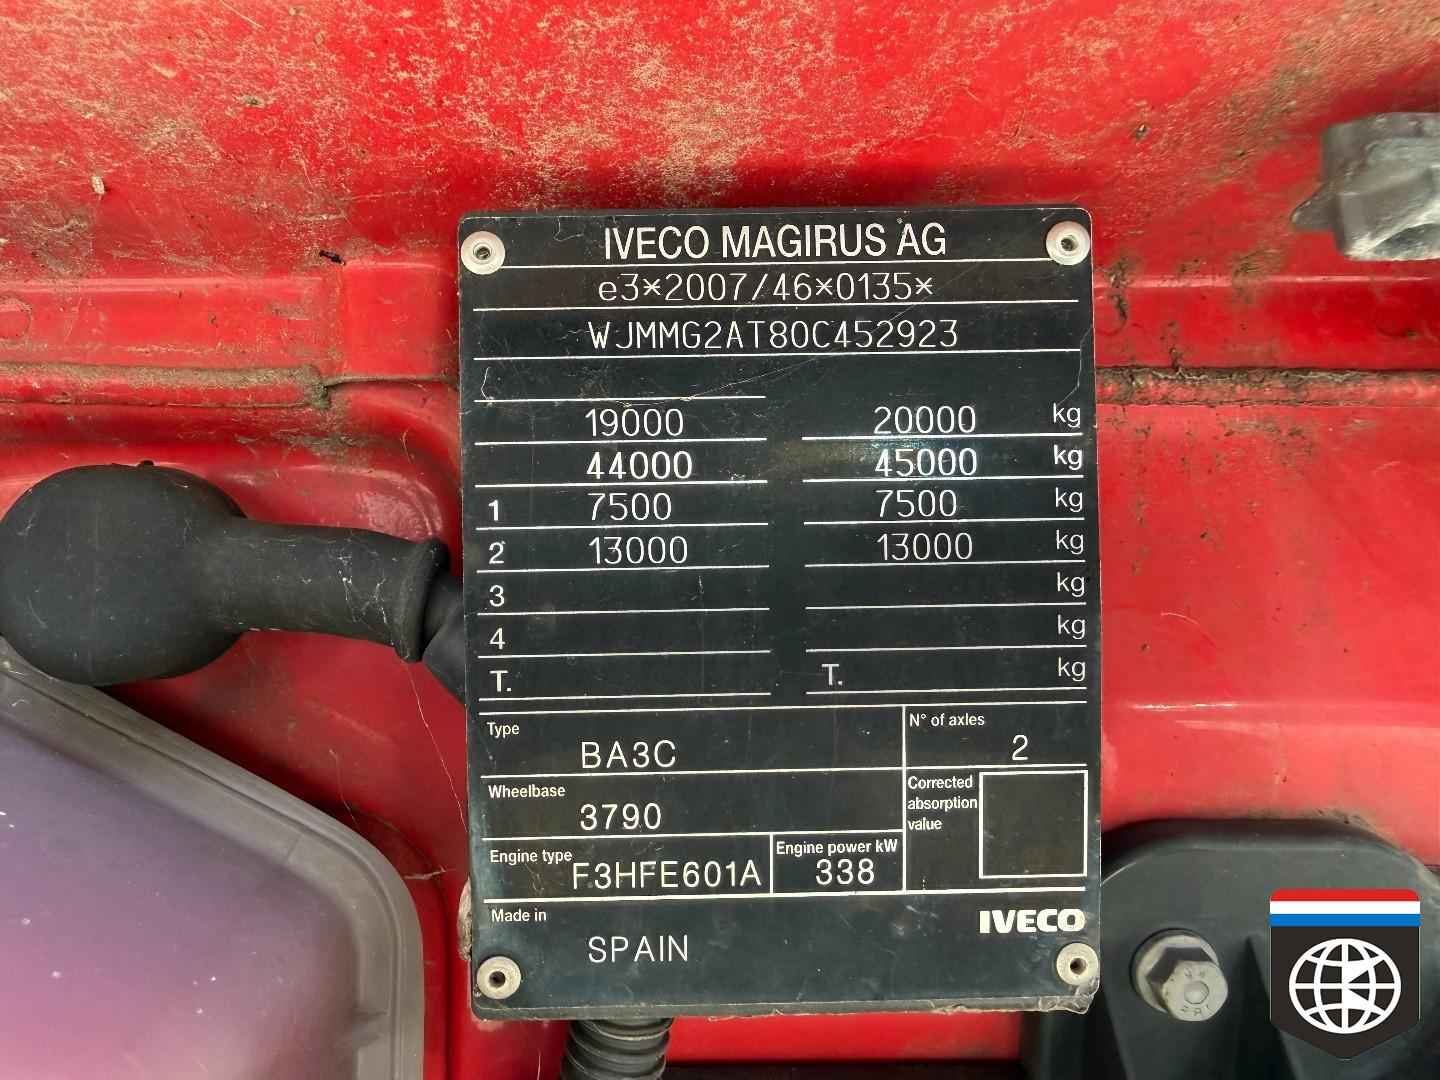 IVECO MAGIRUS AG
e3*2007/46*0135*
WJMMG2AT80C452923
19000 20000 kg
44000 45000 kg
1 7500 7500 kg
2 13000 13000 kg
3 kg
4 kg
T. T. kg
Type BA3C N° of axles 2
Wheelbase 3790 Corrected absorption value
Engine type F3HFE601A Engine power kW 338
Made in SPAIN IVECO